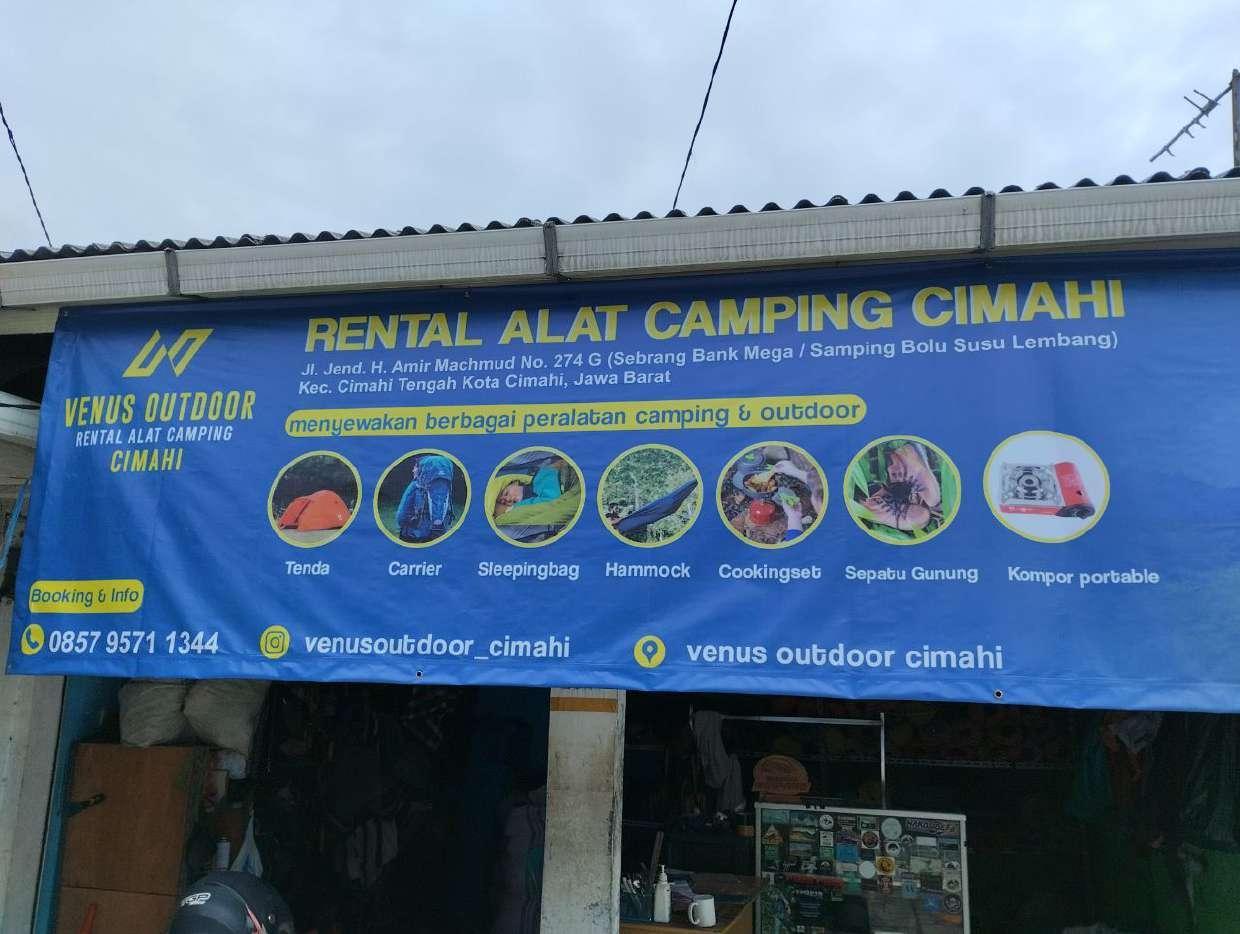 RENTAL ALAT CAMPING CIMAHI
Jl. Jend. H. Amir Machmud No. 274 G (Sebrang Bank Mega / Samping Bolu Susu Lembang)
Kec. Cimahi Tengah Kota Cimahi, Jawa Barat
VENUS OUTDOOR
RENTAL ALAT CAMPING
CIMAHI
menyewakan berbagai peralatan camping & outdoor
Tenda
Carrier
Sleepingbag
Hammock
Cookingset
Sepatu Gunung
Kompor portable
Booking & Info
0857 9571 1344
venusoutdoor_cimahi
venus outdoor cimahi